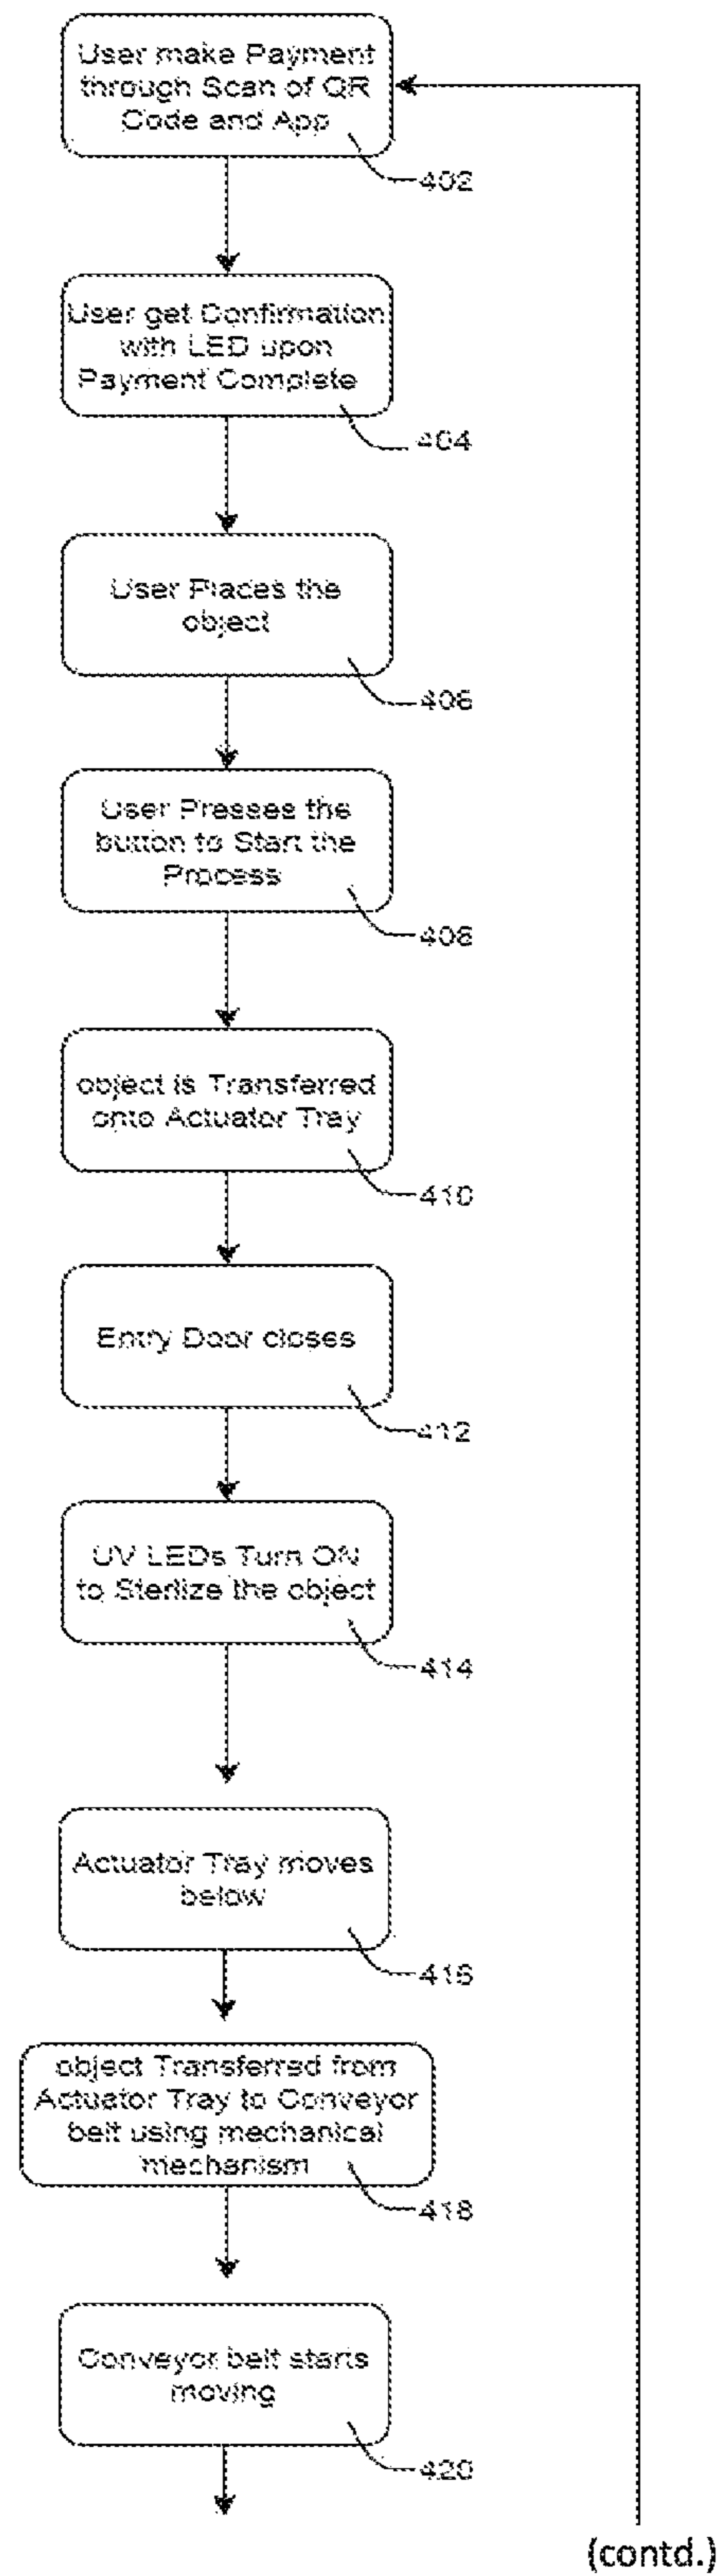 User make Payment
through Scan of QR
Code and App
402
User get Confirmation
with LED upon
Payment Complete
404
User Places the
object
406
User Presses the
button to Start the
Process
408
object is Transferred
onto Actuator Tray
410
Entry Door closes
412
UV LEDs Turn ON
to Sterlize the object
414
Actuator Tray moves
below
416
object Transferred from
Actuator Tray to Conveyor
belt using mechanical
mechanism
418
Conveyor belt starts
moving
420
(contd.)